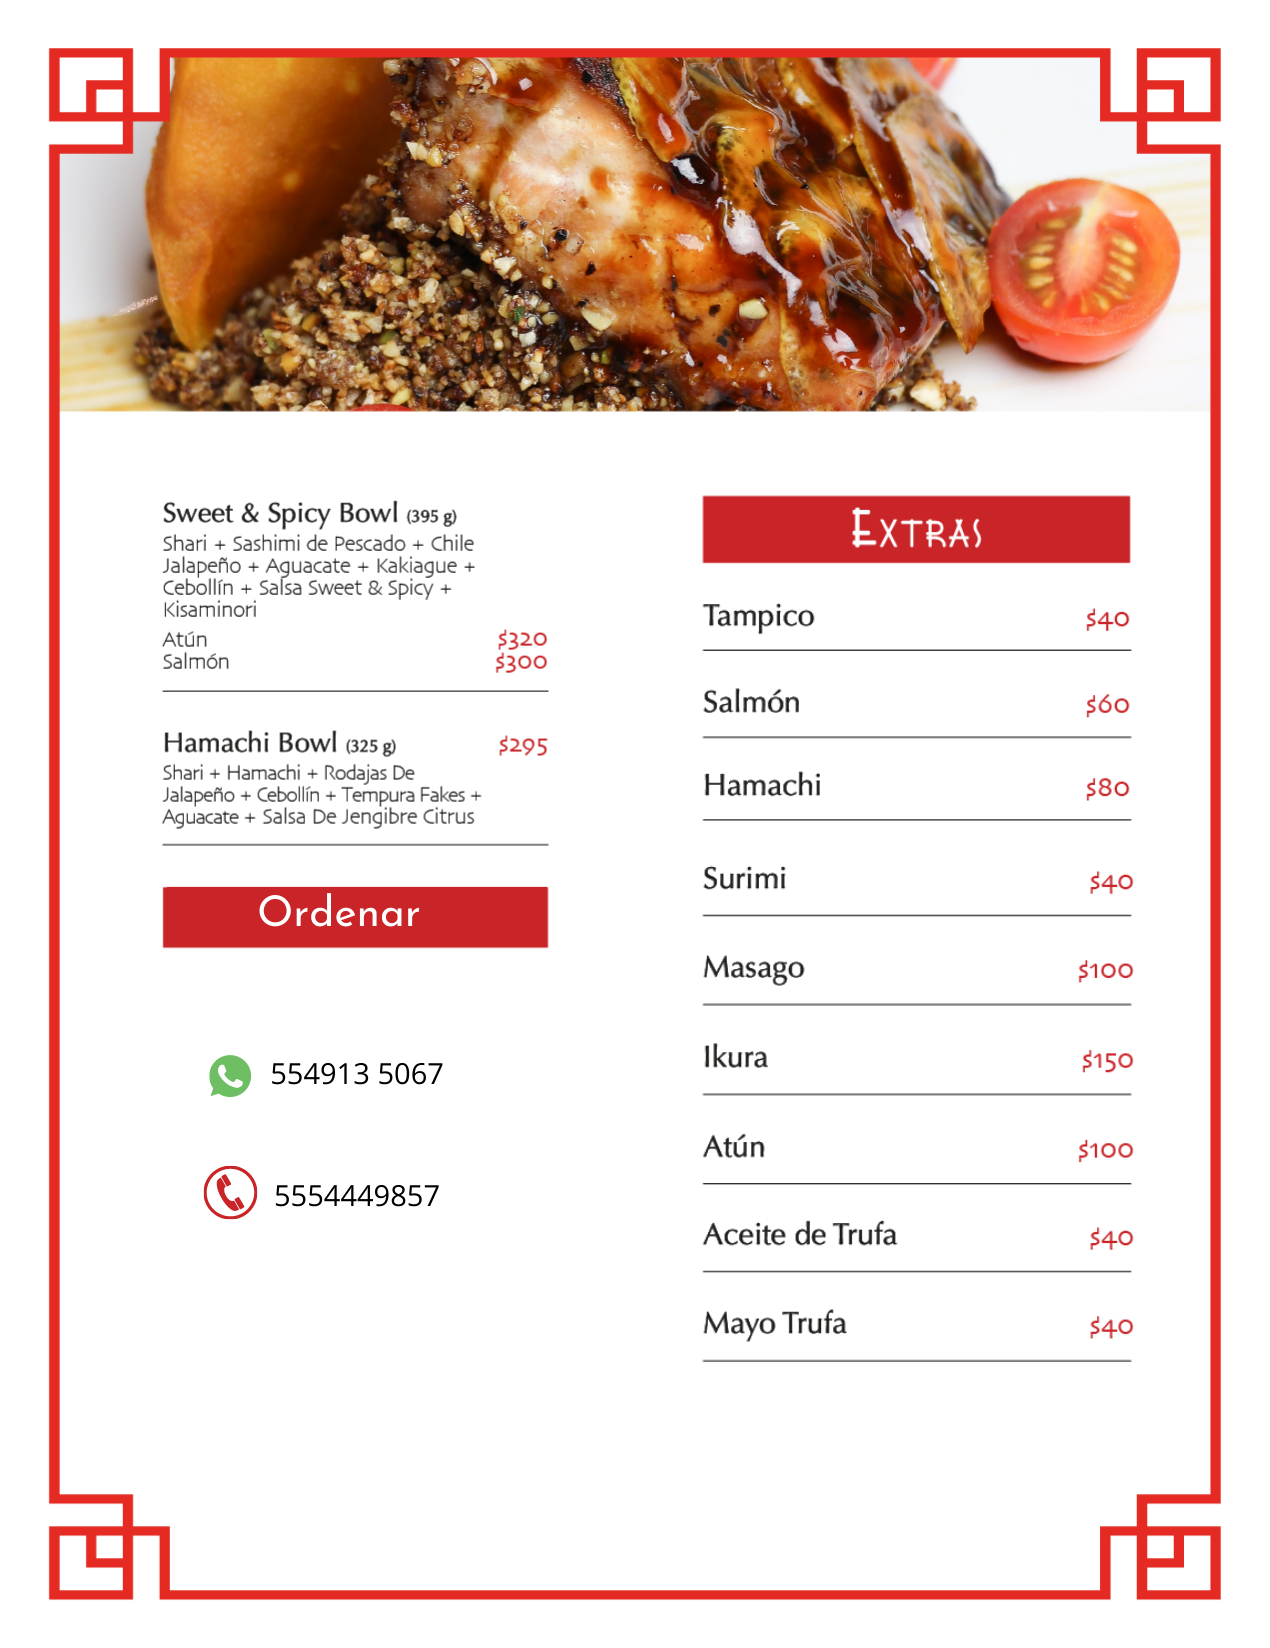 Sweet & Spicy Bowl (395 g)
Shari + Sashimi de Pescado + Chile
Jalapeño + Aguacate + Kakiague +
Cebollín + Salsa Sweet & Spicy +
Kisaminori
Atún $320
Salmón $300
Hamachi Bowl (325 g) $295
Shari + Hamachi + Rodajas De
Jalapeño + Cebollín + Tempura Fakes +
Aguacate + Salsa De Jengibre Citrus
Ordenar
554913 5067
5554449857
Extras
Tampico $40
Salmón $60
Hamachi $80
Surimi $40
Masago $100
Ikura $150
Atún $100
Aceite de Trufa $40
Mayo Trufa $40